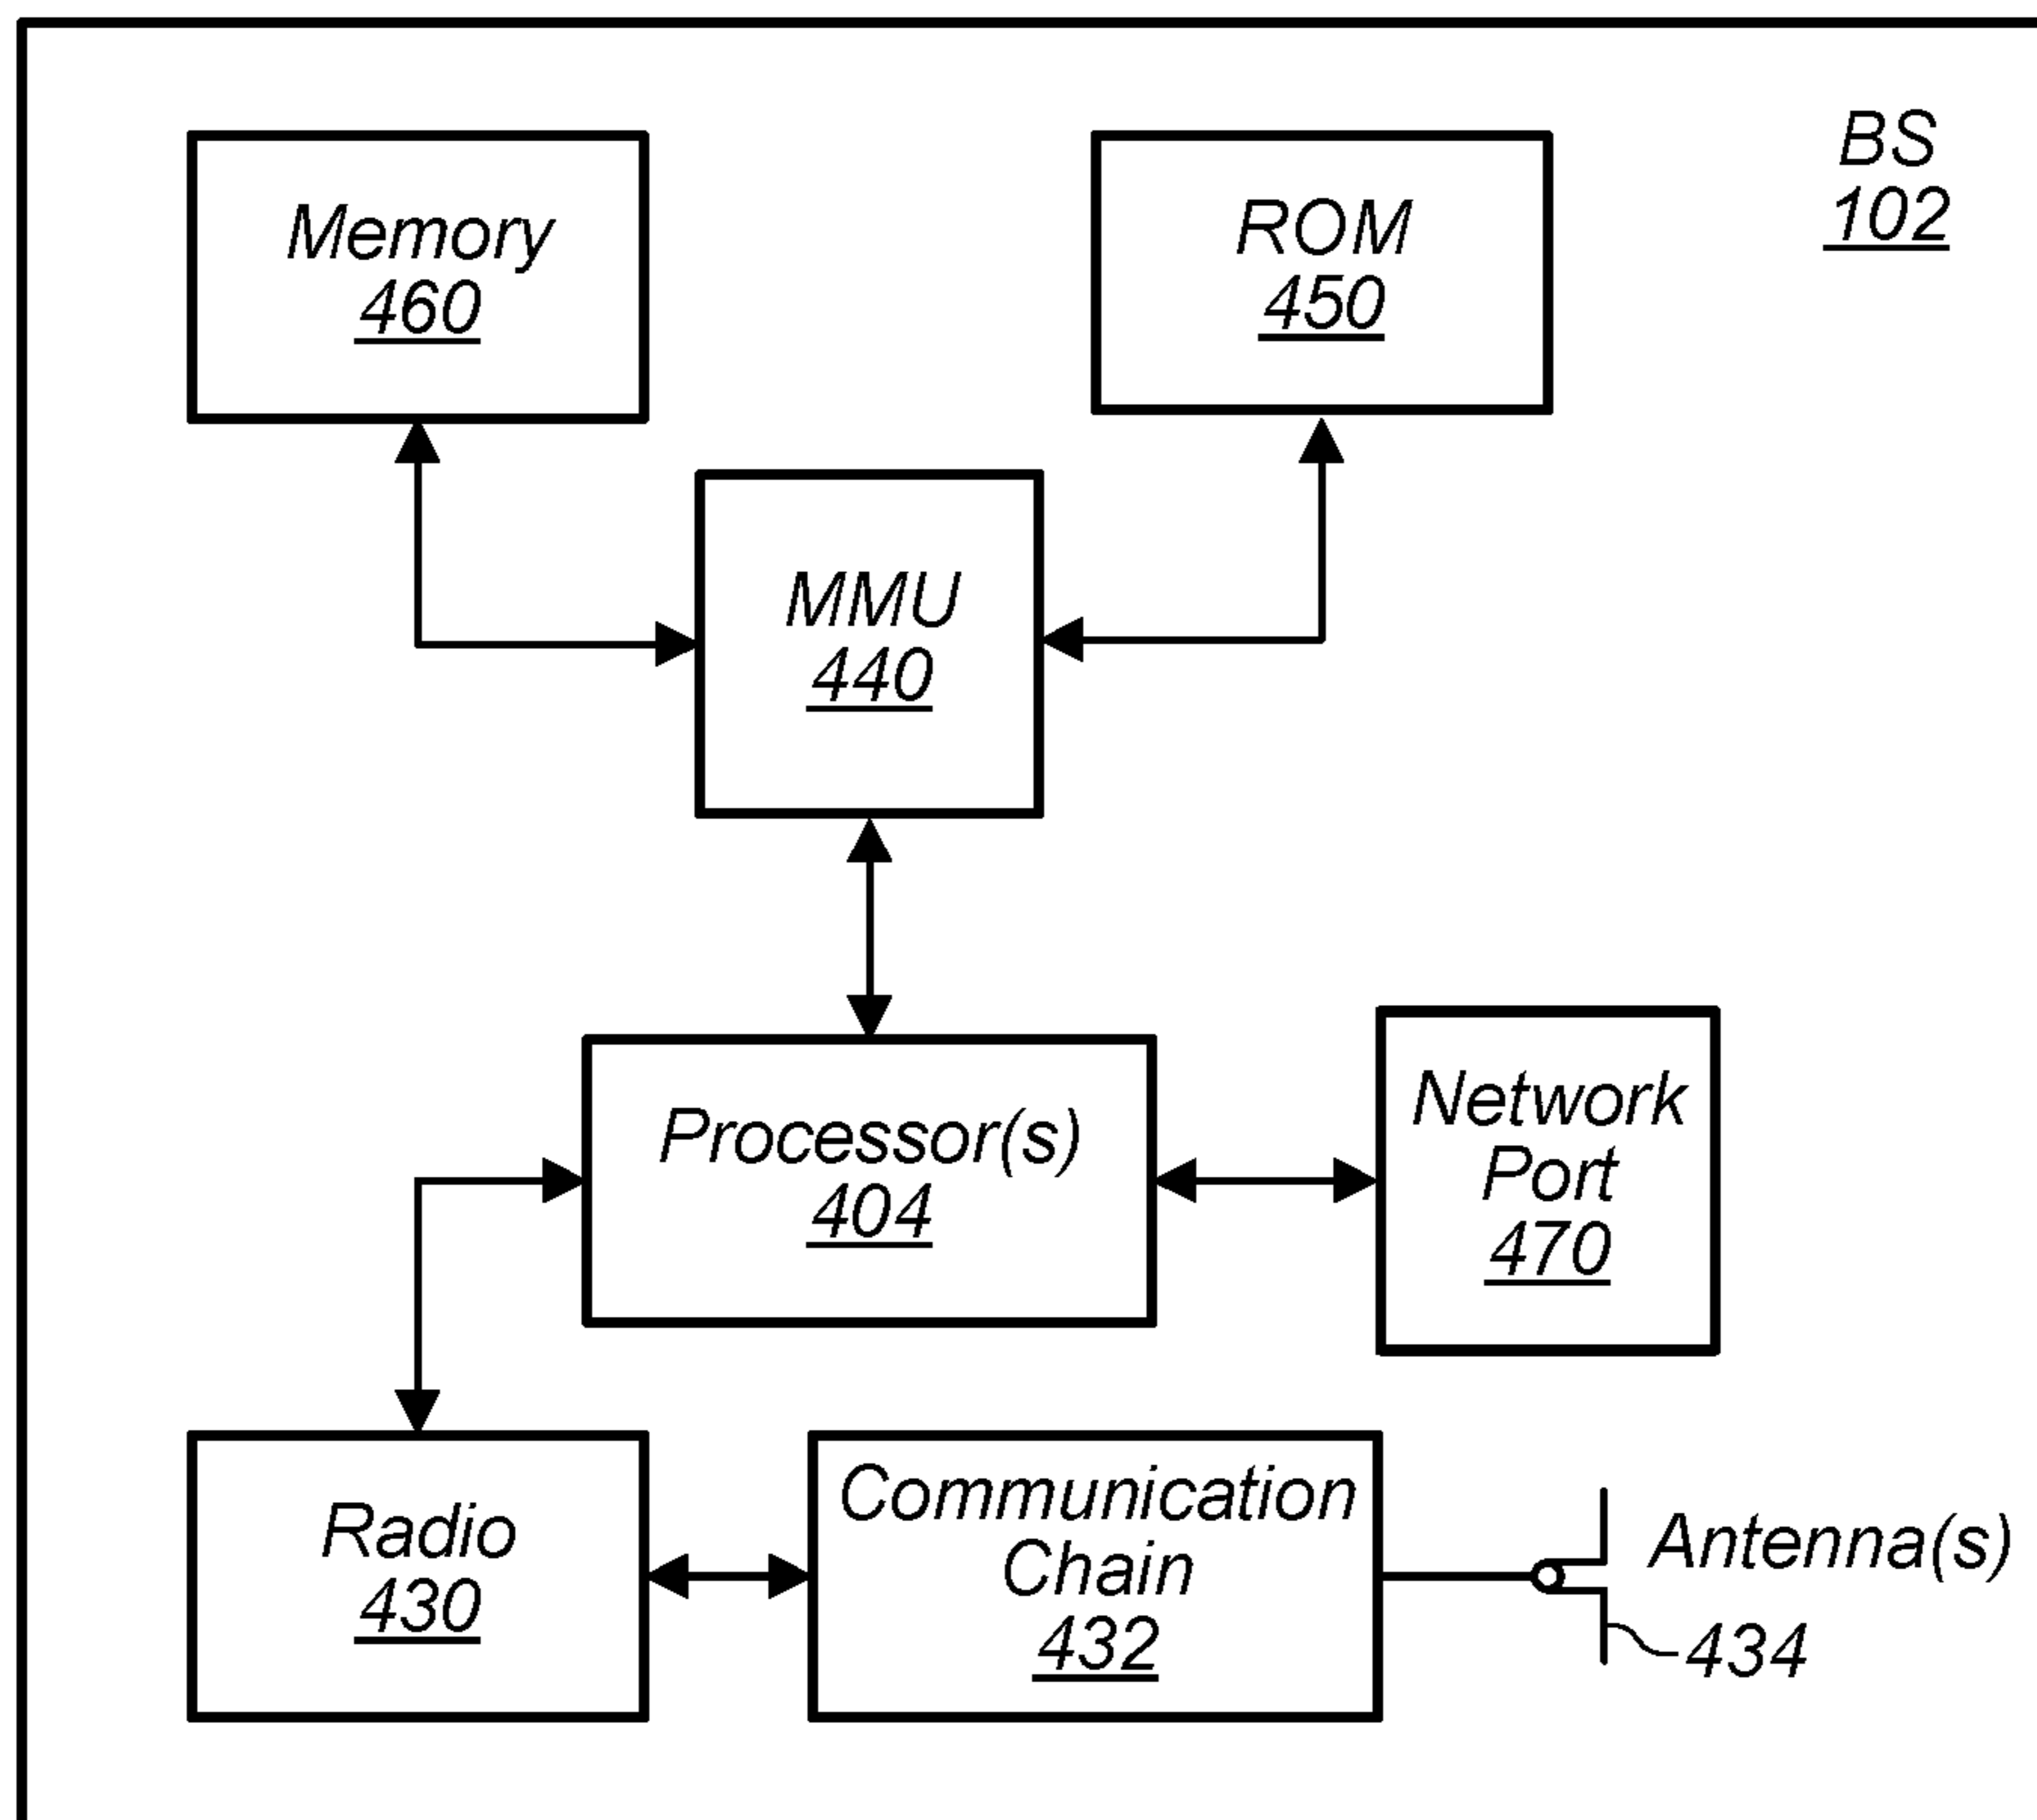 BS
102
Memory
460
ROM
450
MMU
440
Processor(s)
404
Network
Port
470
Radio
430
Communication
Chain
432
Antenna(s)
434